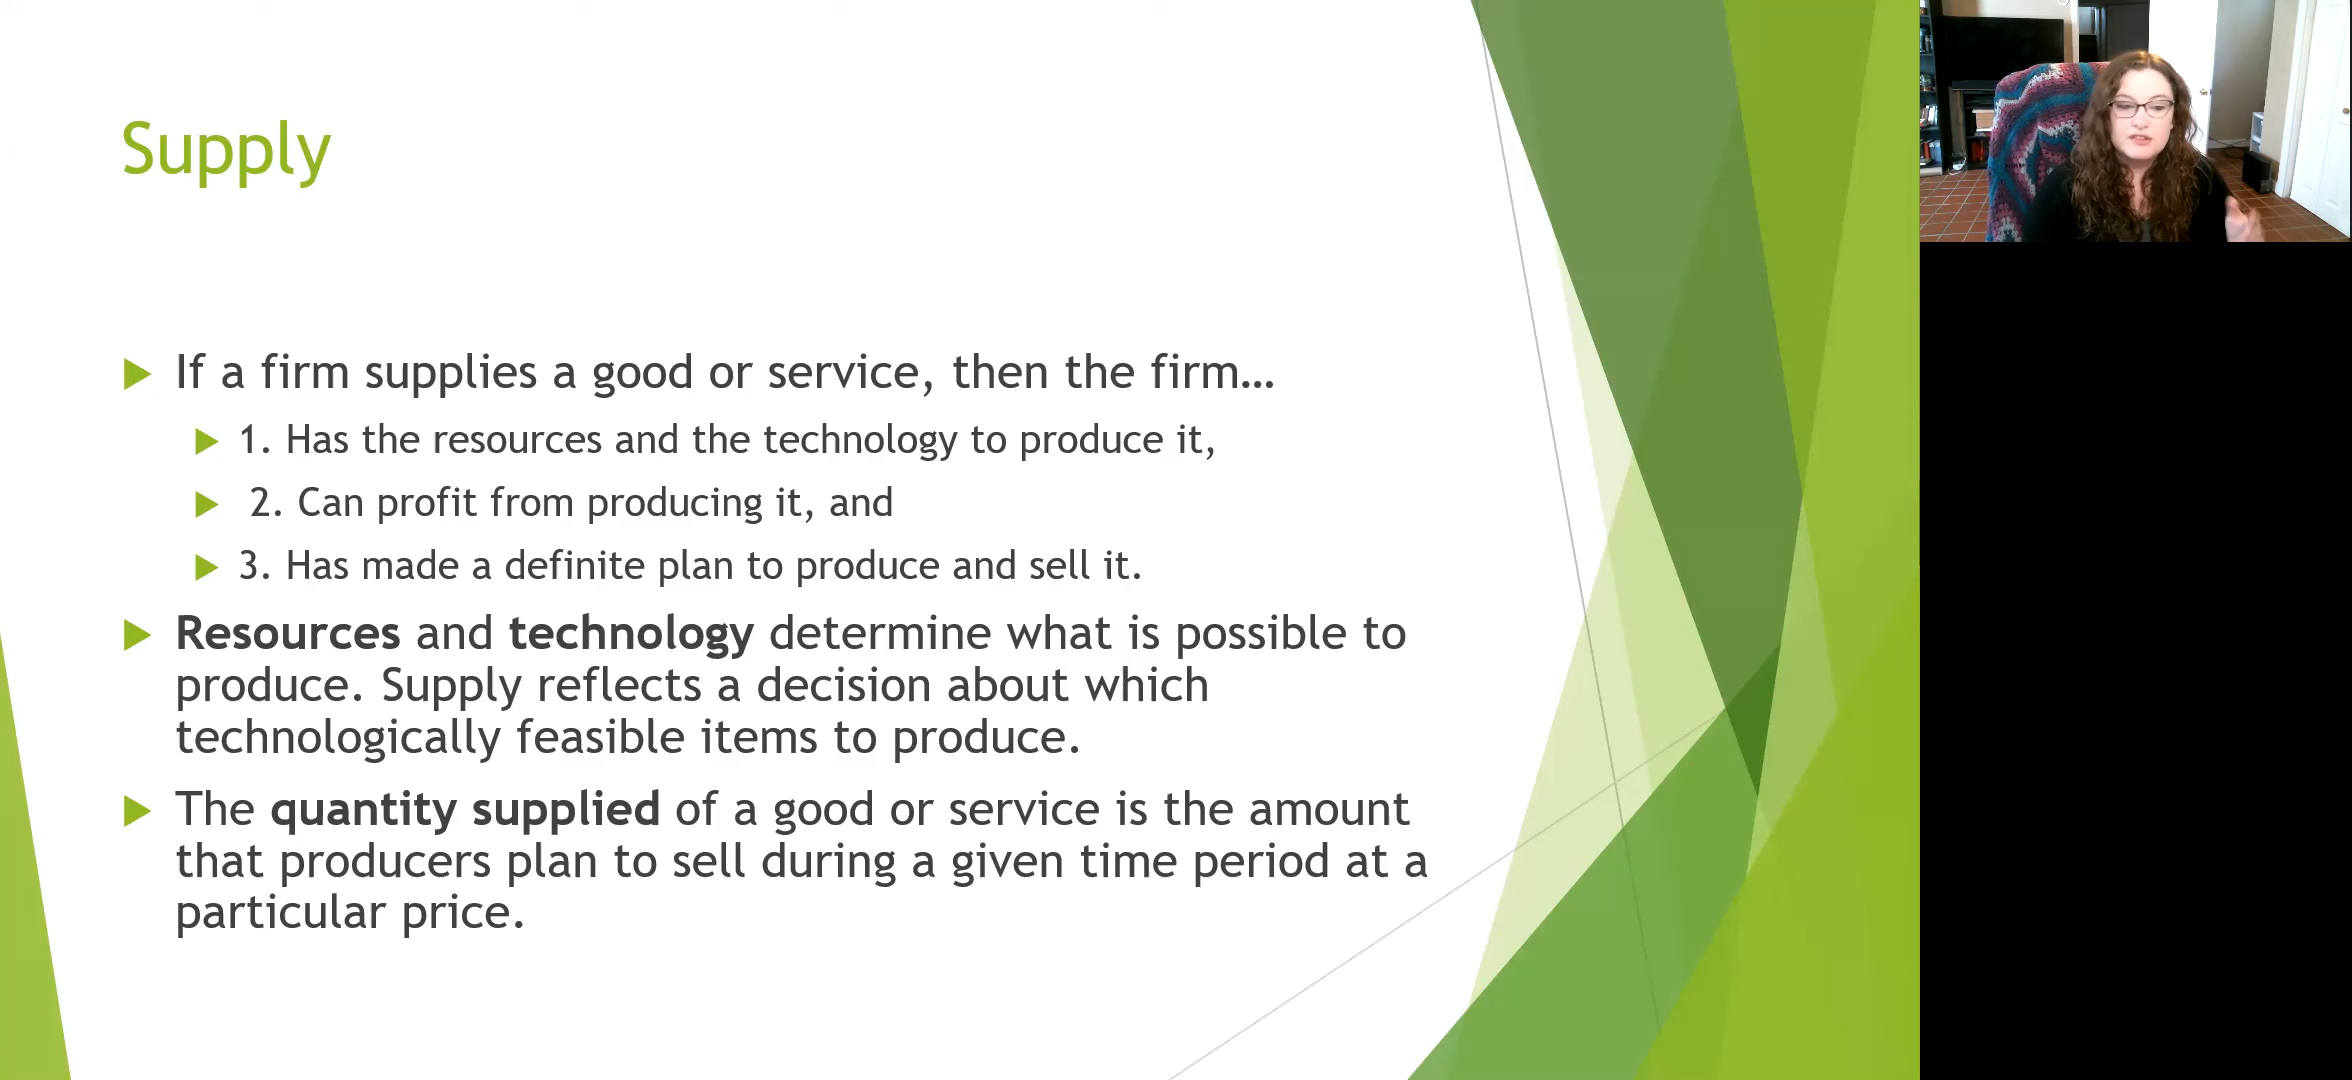 Supply
If a firm supplies a good or service, then the firm…
1. Has the resources and the technology to produce it,
2. Can profit from producing it, and
3. Has made a definite plan to produce and sell it.
Resources and technology determine what is possible to
produce. Supply reflects a decision about which
technologically feasible items to produce.
The quantity supplied of a good or service is the amount
that producers plan to sell during a given time period at a
particular price.